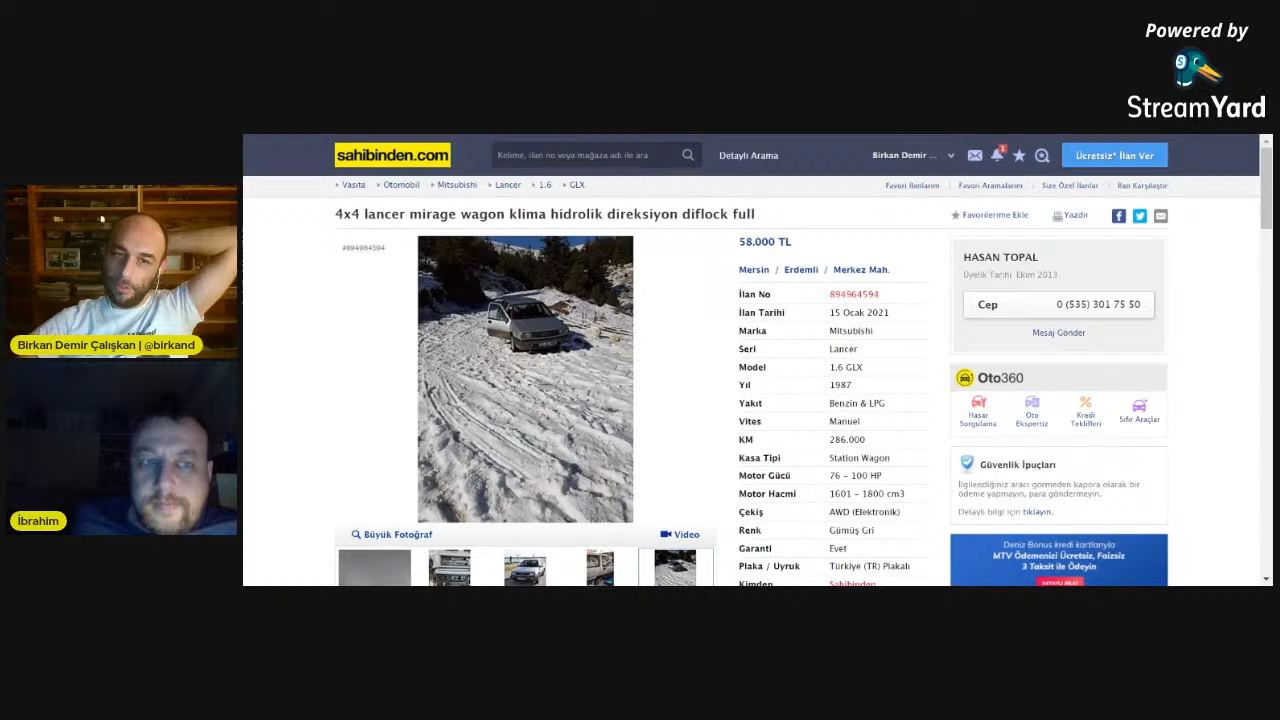 Powered by
StreamYard
sahibinden.com
Kelime, ilan no veya mağaza adı ile ara
Detaylı Arama
Birkan Demir ...
1
Ücretsiz* İlan Ver
Vasıta
Otomobil
Mitsubishi
Lancer
1.6
GLX
Favori İlanlarım
Favori Aramalarım
Size Özel İlanlar
İlan Karşılaştır
4x4 lancer mirage wagon klima hidrolik direksiyon diflock full
Favorilerime Ekle
Yazdır
#894964594
58.000 TL
Mersin / Erdemli / Merkez Mah.
İlan No 894964594
İlan Tarihi 15 Ocak 2021
Marka Mitsubishi
Seri Lancer
Model 1.6 GLX
Yıl 1987
Yakıt Benzin & LPG
Vites Manuel
KM 286.000
Kasa Tipi Station Wagon
Motor Gücü 76 - 100 HP
Motor Hacmi 1601 - 1800 cm3
Çekiş AWD (Elektronik)
Renk Gümüş Gri
Garanti Evet
Plaka / Uyruk Türkiye (TR) Plakalı
Kimden Sahibinden
Büyük Fotoğraf
Video
HASAN TOPAL
Üyelik Tarihi Ekim 2013
Cep 0 (535) 301 75 50
Mesaj Gönder
Oto360
Hasar Sorgulama
Oto Ekspertiz
Kredi Teklifleri
Sıfır Araçlar
Güvenlik İpuçları
İlgilendiğiniz aracı görmeden kapora olarak bir
ödeme yapmayın, para göndermeyin.
Detaylı bilgi için tıklayın.
Deniz Bonus kredi kartlarıyla
MTV Ödemenizi Ücretsiz, Faizsiz
3 Taksit ile Ödeyin
Birkan Demir Çalışkan | @birkand
İbrahim